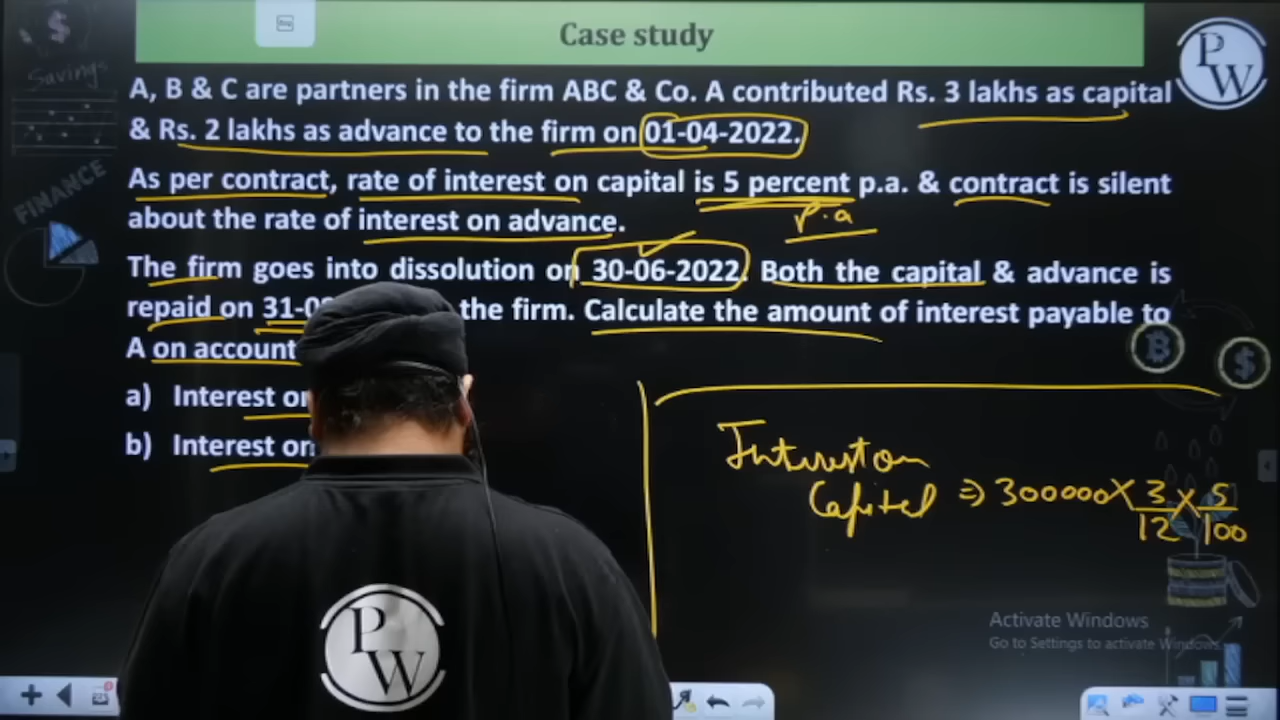 Case study
Savings
FINANCE
A, B & C are partners in the firm ABC & Co. A contributed Rs. 3 lakhs as capital
& Rs. 2 lakhs as advance to the firm on 01-04-2022.
As per contract, rate of interest on capital is 5 percent p.a. & contract is silent
about the rate of interest on advance.
p.a
The firm goes into dissolution on 30-06-2022. Both the capital & advance is
repaid on 31-0 the firm. Calculate the amount of interest payable to
A on account
a) Interest on
b) Interest on
Interest on
Capital ⇒ 300000 × 3/12 × 5/100
PW
PW
Activate Windows
Go to Settings to activate Windows.